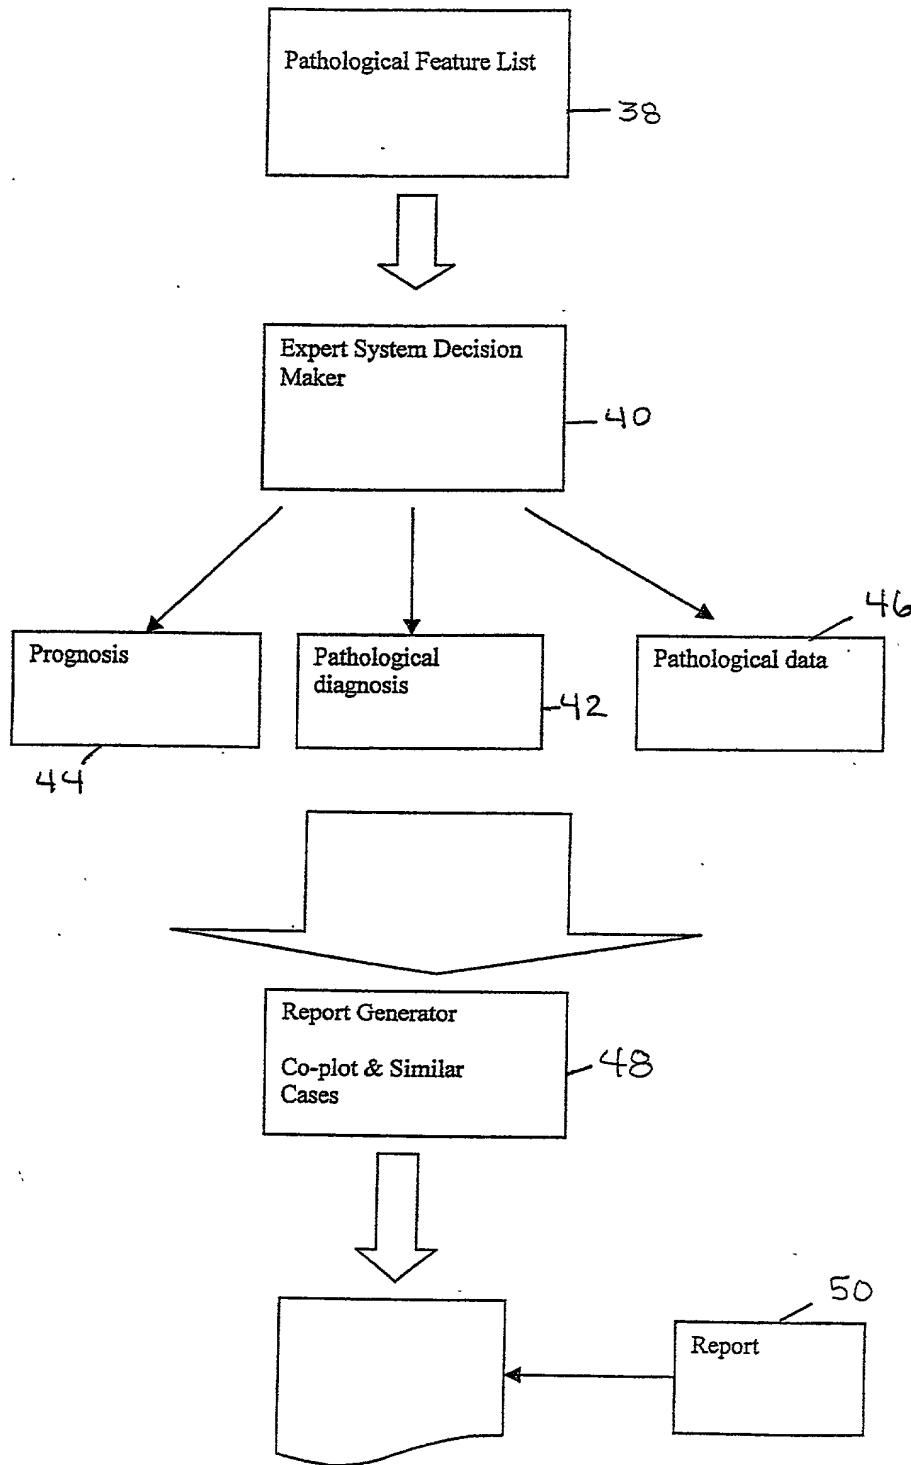 Pathological Feature List
38
Expert System Decision
Maker
40
46
Prognosis
Pathological
diagnosis
Pathological data
42
44
Report Generator
Co-plot & Similar
Cases
48
50
Report